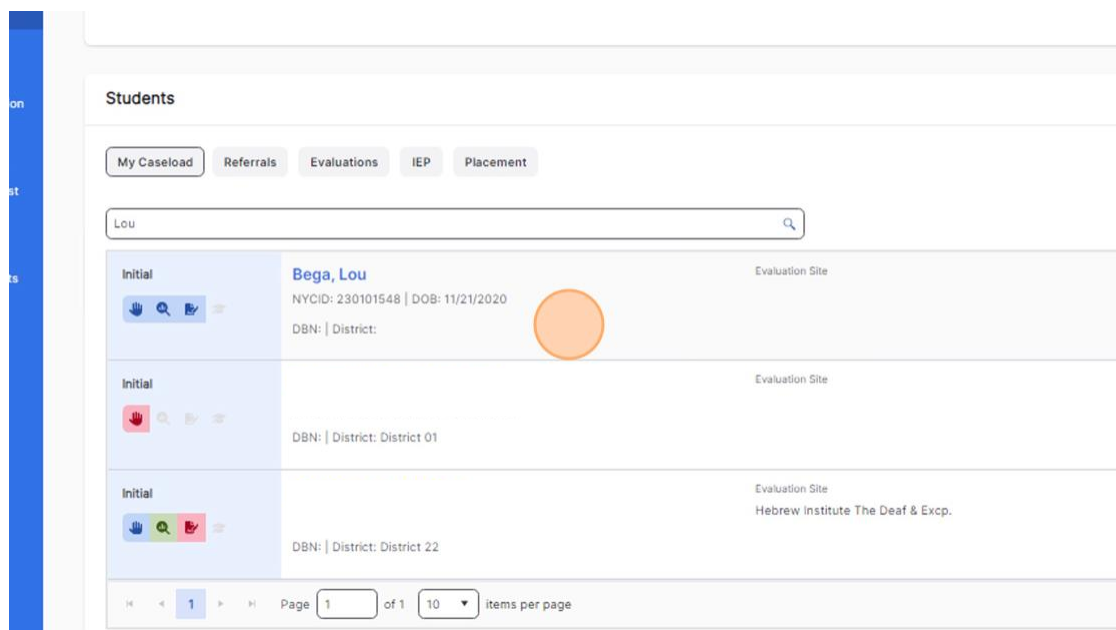 on
st
ts
Students
My Caseload Referrals Evaluations IEP Placement
Lou
Initial
Bega, Lou
Evaluation Site
NYCID: 230101548 | DOB: 11/21/2020
DBN: | District:
Initial
Evaluation Site
DBN: | District: District 01
Initial
Evaluation Site
Hebrew Institute The Deaf & Excp.
DBN: | District: District 22
1 Page 1 of 1 10 items per page